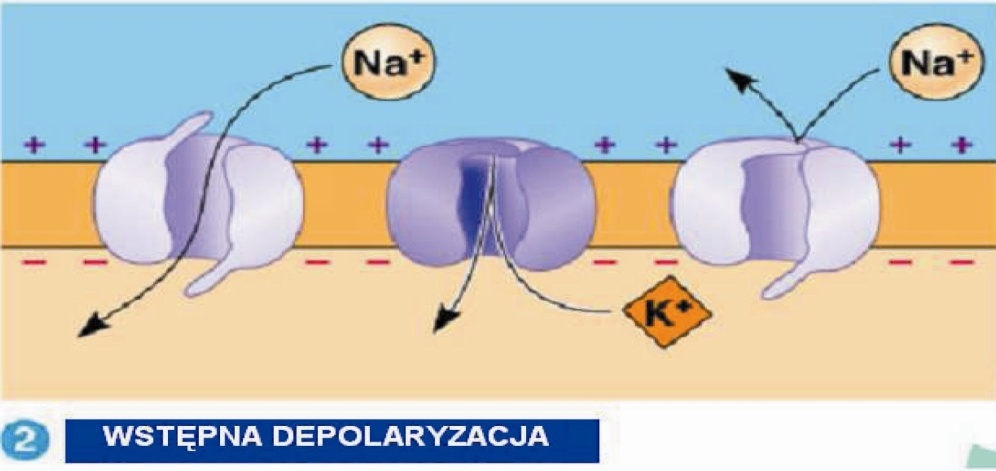 Na⁺ Na⁺
+ + + + + + + +
− − − − − − − −
K⁺
2 WSTĘPNA DEPOLARYZACJA